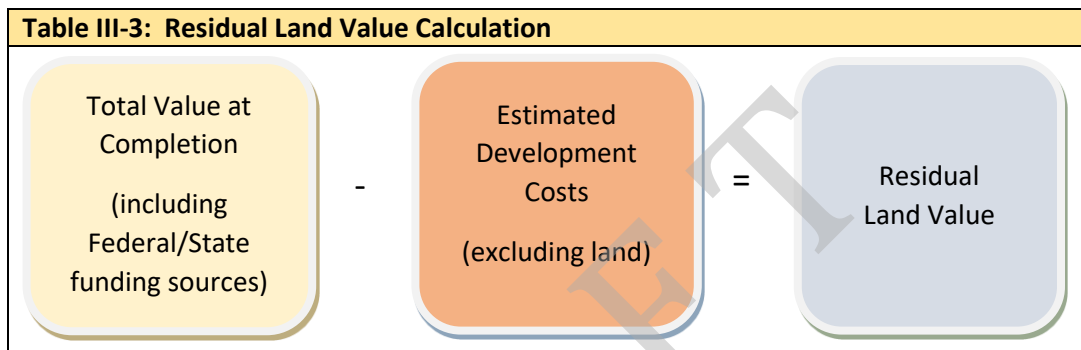 Table III-3: Residual Land Value Calculation
Total Value at
Completion
(including
Federal/State
funding sources)
-
Estimated
Development
Costs
(excluding land)
=
Residual
Land Value
F T